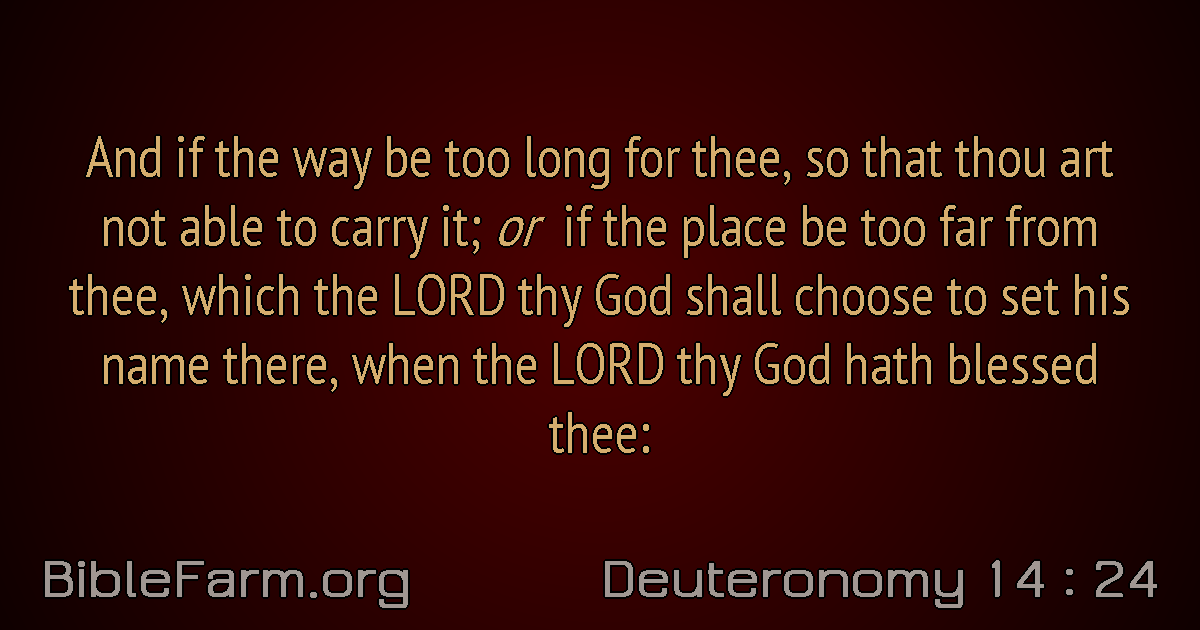 And if the way be too long for thee, so that thou art
not able to carry it; or if the place be too far from
thee, which the LORD thy God shall choose to set his
name there, when the LORD thy God hath blessed
thee:
BibleFarm.org
Deuteronomy 14 : 24